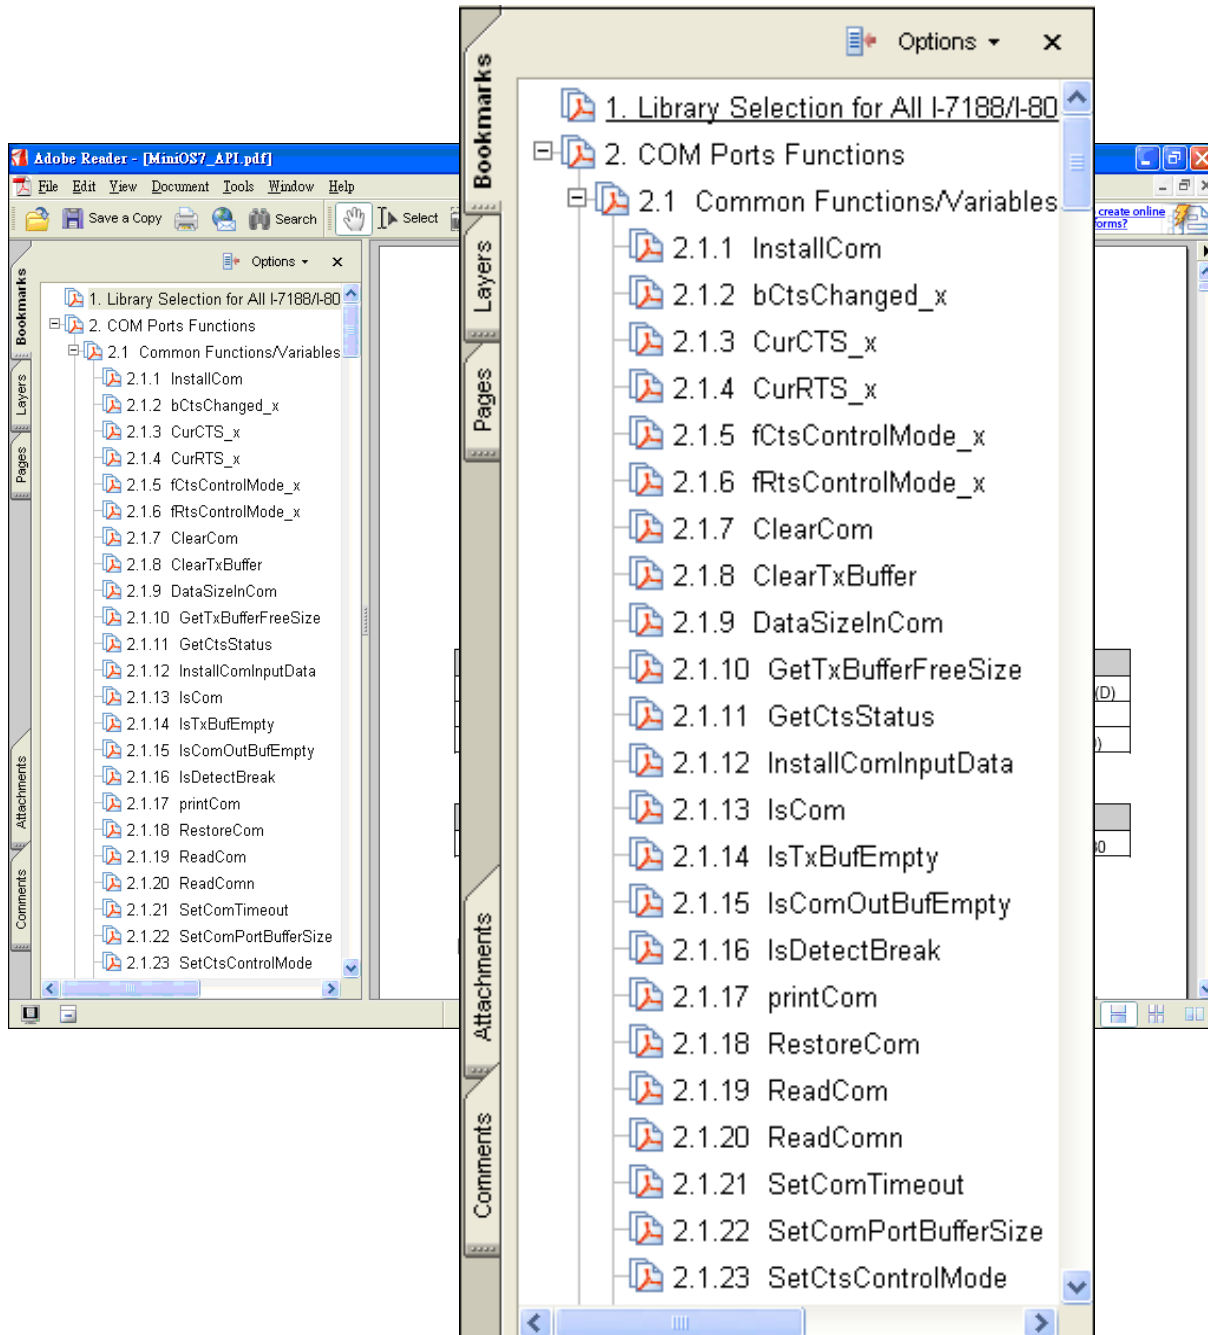 Adobe Reader - [MiniOS7_API.pdf]
File Edit View Document Tools Window Help
Save a Copy Search Select
create online
Options
Bookmarks
Layers
Pages
Attachments
Comments
1. Library Selection for All I-7188/I-80
2. COM Ports Functions
2.1 Common Functions/Variables
2.1.1 InstallCom
2.1.2 bCtsChanged_x
2.1.3 CurCTS_x
2.1.4 CurRTS_x
2.1.5 fCtsControlMode_x
2.1.6 fRtsControlMode_x
2.1.7 ClearCom
2.1.8 ClearTxBuffer
2.1.9 DataSizeInCom
2.1.10 GetTxBufferFreeSize
2.1.11 GetCtsStatus
2.1.12 InstallComInputData
2.1.13 IsCom
2.1.14 IsTxBufEmpty
2.1.15 IsComOutBufEmpty
2.1.16 IsDetectBreak
2.1.17 printCom
2.1.18 RestoreCom
2.1.19 ReadCom
2.1.20 ReadComn
2.1.21 SetComTimeout
2.1.22 SetComPortBufferSize
2.1.23 SetCtsControlMode
Options
Bookmarks
Layers
Pages
Attachments
Comments
1. Library Selection for All I-7188/I-80
2. COM Ports Functions
2.1 Common Functions/Variables
2.1.1 InstallCom
2.1.2 bCtsChanged_x
2.1.3 CurCTS_x
2.1.4 CurRTS_x
2.1.5 fCtsControlMode_x
2.1.6 fRtsControlMode_x
2.1.7 ClearCom
2.1.8 ClearTxBuffer
2.1.9 DataSizeInCom
2.1.10 GetTxBufferFreeSize
2.1.11 GetCtsStatus
2.1.12 InstallComInputData
2.1.13 IsCom
2.1.14 IsTxBufEmpty
2.1.15 IsComOutBufEmpty
2.1.16 IsDetectBreak
2.1.17 printCom
2.1.18 RestoreCom
2.1.19 ReadCom
2.1.20 ReadComn
2.1.21 SetComTimeout
2.1.22 SetComPortBufferSize
2.1.23 SetCtsControlMode
(D)